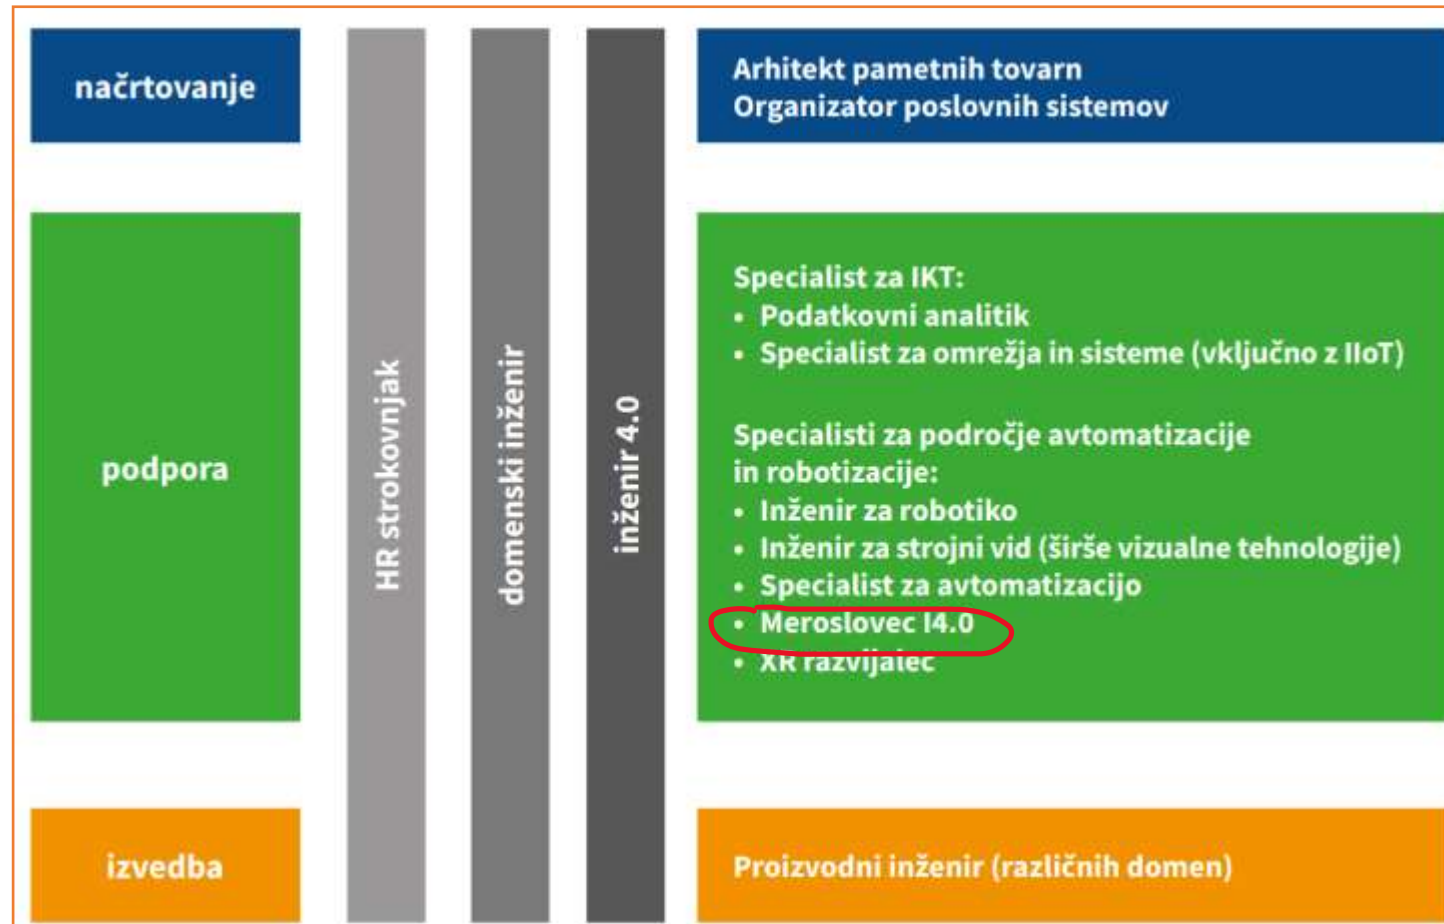 načrtovanje
HR strokovnjak
domenski inženir
inženir 4.0
Arhitekt pametnih tovarn
Organizator poslovnih sistemov
podpora
Specialist za IKT:
• Podatkovni analitik
• Specialist za omrežja in sisteme (vključno z IIoT)
Specialisti za področje avtomatizacije
in robotizacije:
• Inženir za robotiko
• Inženir za strojni vid (širše vizualne tehnologije)
• Specialist za avtomatizacijo
• Meroslovec I4.0
• XR razvijalec
izvedba
Proizvodni inženir (različnih domen)